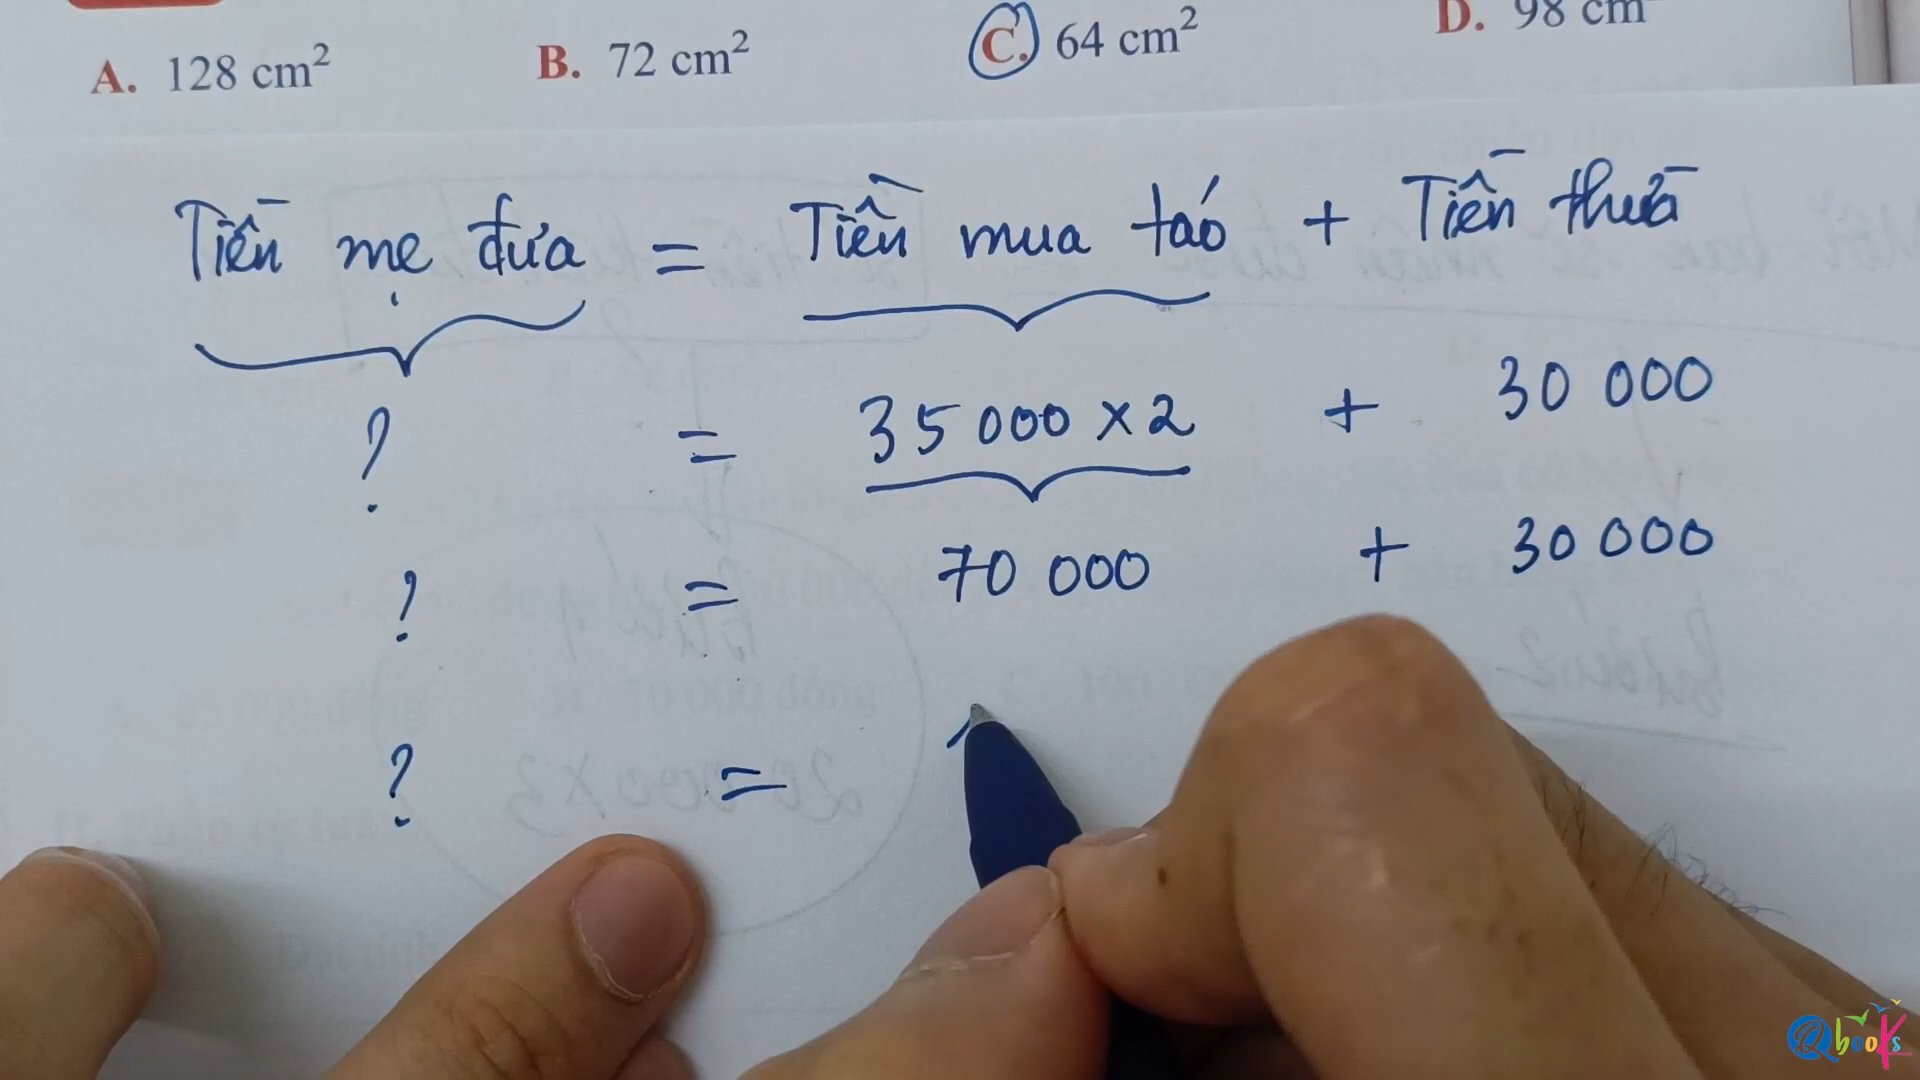 A. 128 cm² B. 72 cm² C. 64 cm² D. 98 cm
Tiền mẹ đưa = Tiền mua táo + Tiền thừa
? = 35 000 x 2 + 30 000
? = 70 000 + 30 000
? =
Qbooks